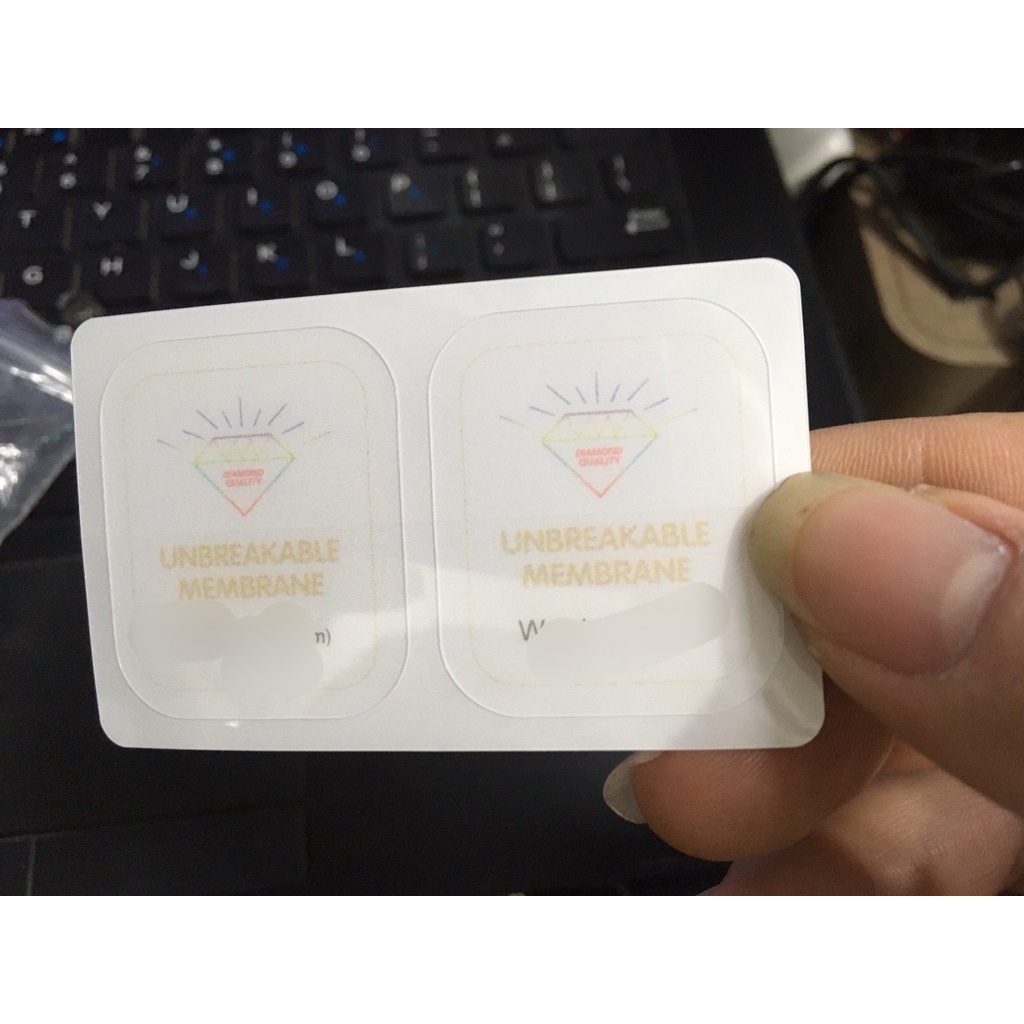 T Y U I O P
G H J K L
DIAMOND
QUALITY
UNBREAKABLE
MEMBRANE
n)
DIAMOND
QUALITY
UNBREAKABLE
MEMBRANE